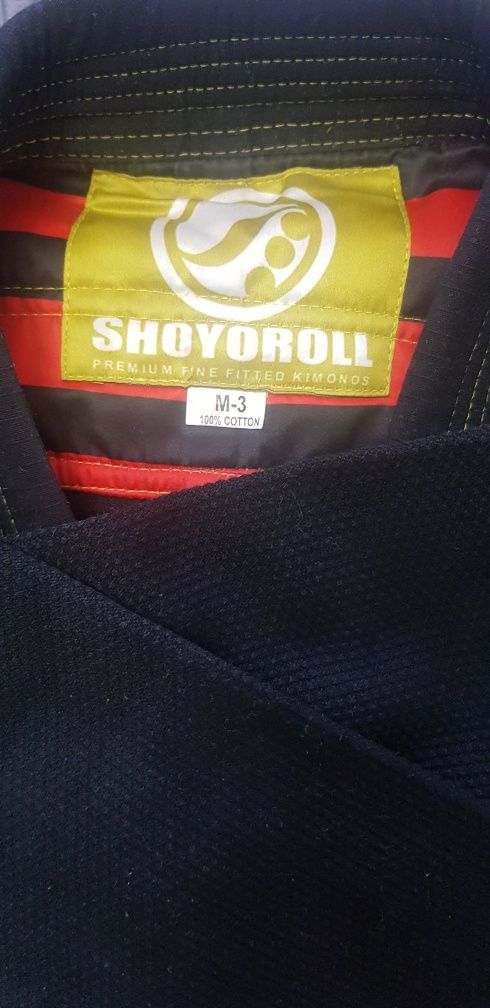 SHOYOROLL
PREMIUM FINE FITTED KIMONOS
M-3
100% COTTON